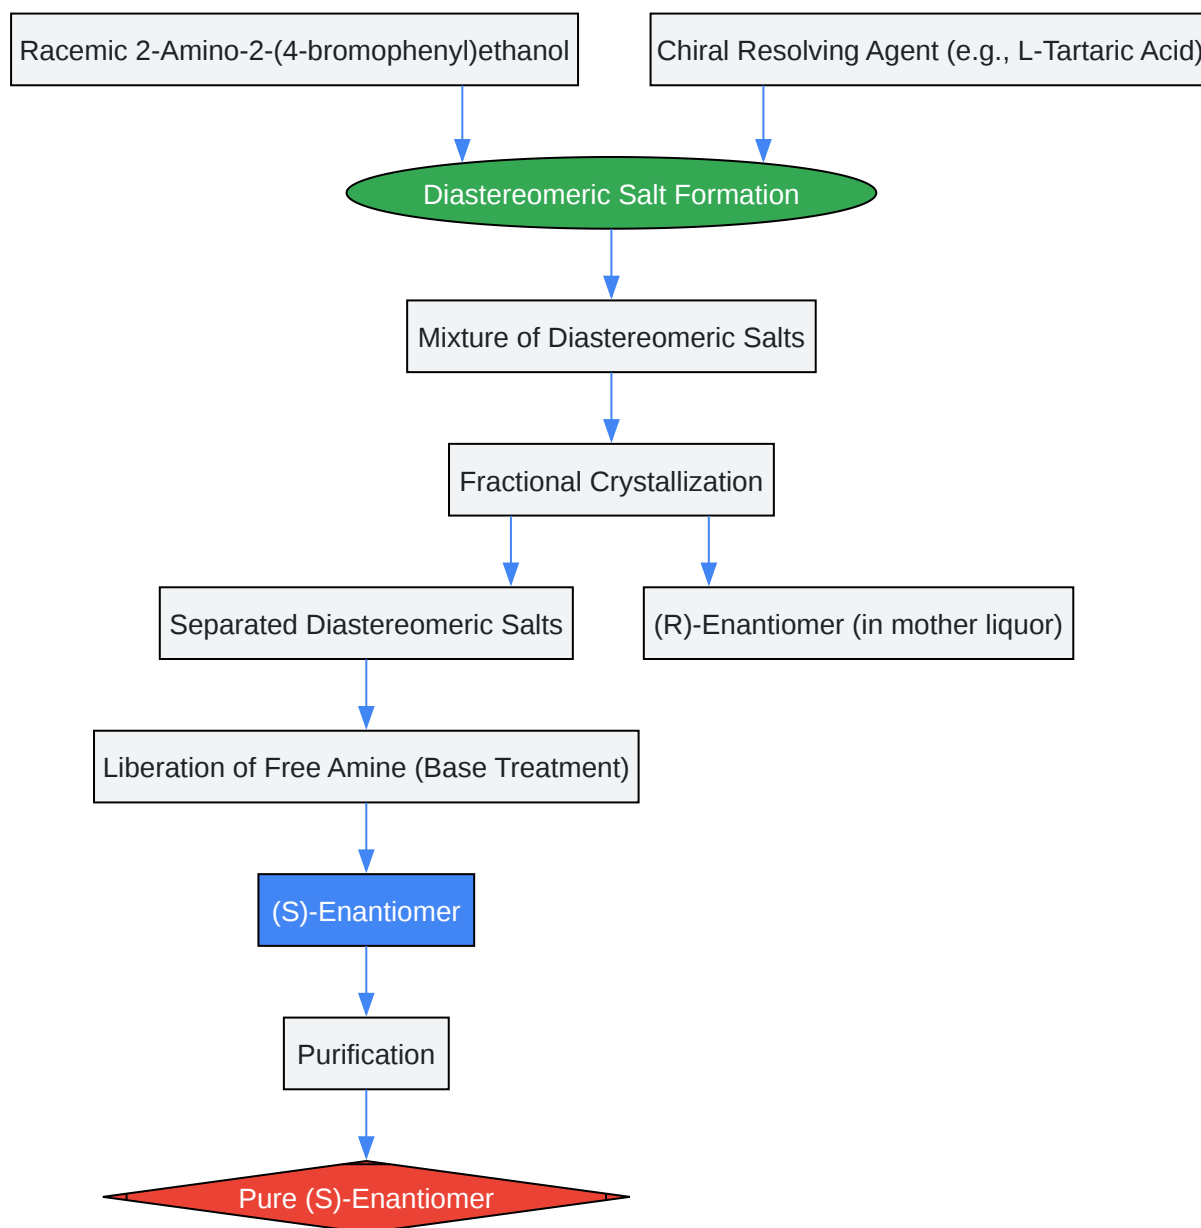 Racemic 2-Amino-2-(4-bromophenyl)ethanol
Chiral Resolving Agent (e.g., L-Tartaric Acid)
Diastereomeric Salt Formation
Mixture of Diastereomeric Salts
Fractional Crystallization
Separated Diastereomeric Salts
(R)-Enantiomer (in mother liquor)
Liberation of Free Amine (Base Treatment)
(S)-Enantiomer
Purification
Pure (S)-Enantiomer